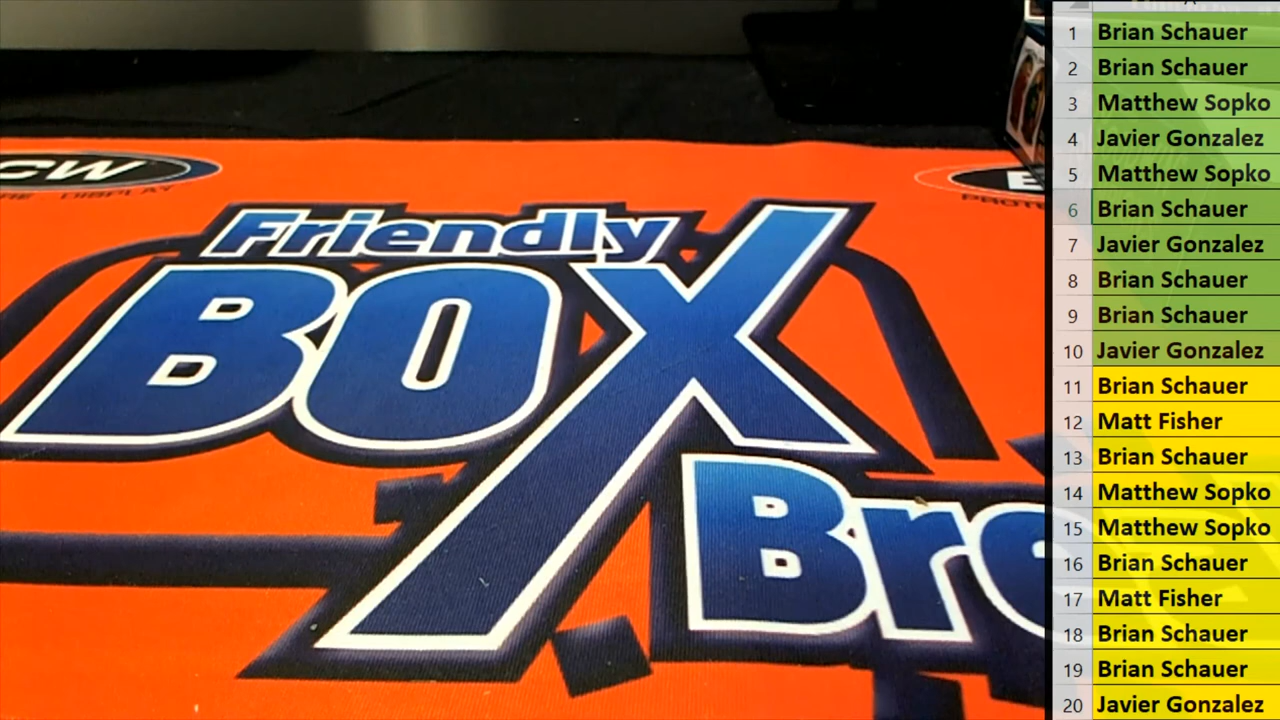 CW
DISPLAY
Friendly
BOX
Bre
1 Brian Schauer
2 Brian Schauer
3 Matthew Sopko
4 Javier Gonzalez
5 Matthew Sopko
6 Brian Schauer
7 Javier Gonzalez
8 Brian Schauer
9 Brian Schauer
10 Javier Gonzalez
11 Brian Schauer
12 Matt Fisher
13 Brian Schauer
14 Matthew Sopko
15 Matthew Sopko
16 Brian Schauer
17 Matt Fisher
18 Brian Schauer
19 Brian Schauer
20 Javier Gonzalez